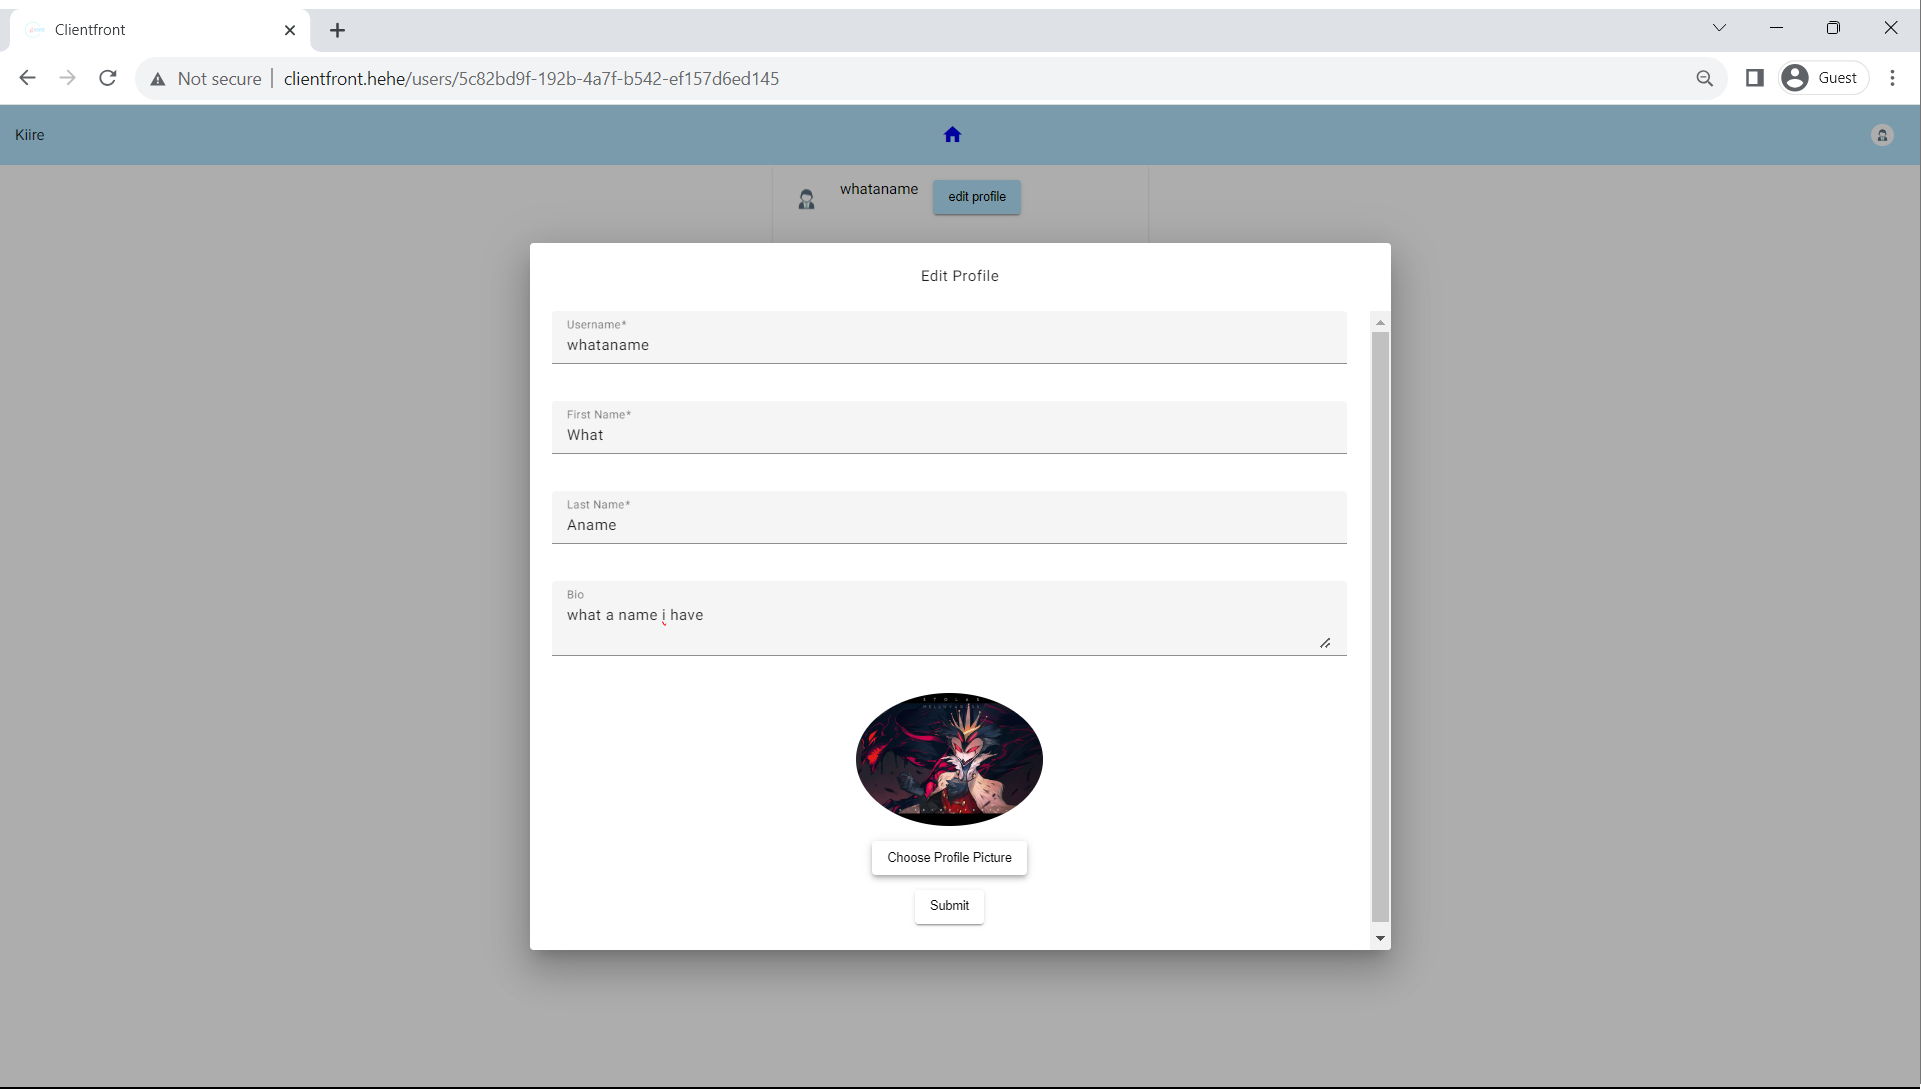 Clientfront
Not secure
clientfront.hehe/users/5c82bd9f-192b-4a7f-b542-ef157d6ed145
Guest
Kiire
whataname
edit profile
Edit Profile
Username*
whataname
First Name*
What
Last Name*
Aname
Bio
what a name i have
STOLAS
Choose Profile Picture
Submit